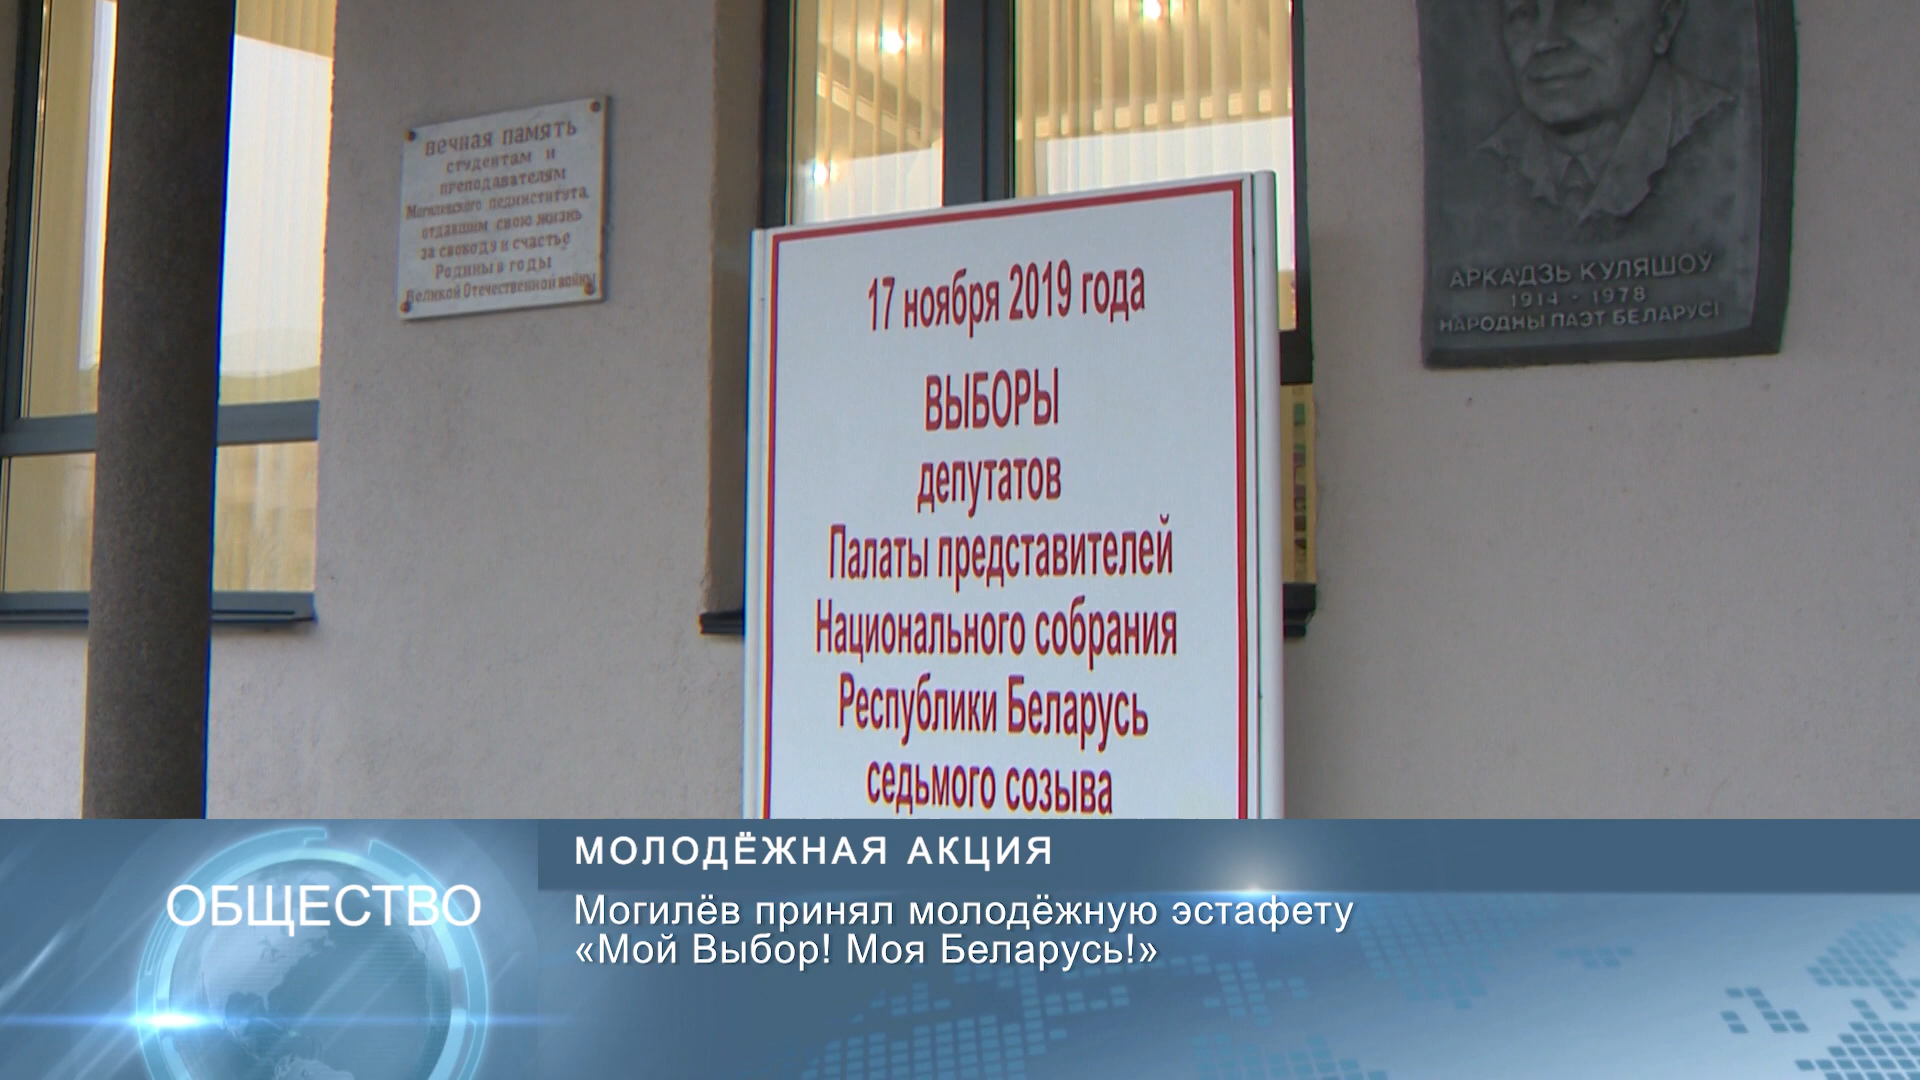 вечная память
студентам и
преподавателям
Могилевского пединститута,
отдавшим свою жизнь
за свободу и счастье
Родины в годы
Великой Отечественной войны
17 ноября 2019 года
ВЫБОРЫ
депутатов
Палаты представителей
Национального собрания
Республики Беларусь
седьмого созыва
АРКАДЗЬ КУЛЯШОЎ
1914 - 1978
НАРОДНЫ ПАЭТ БЕЛАРУСІ
ОБЩЕСТВО
МОЛОДЁЖНАЯ АКЦИЯ
Могилёв принял молодёжную эстафету
«Мой Выбор! Моя Беларусь!»